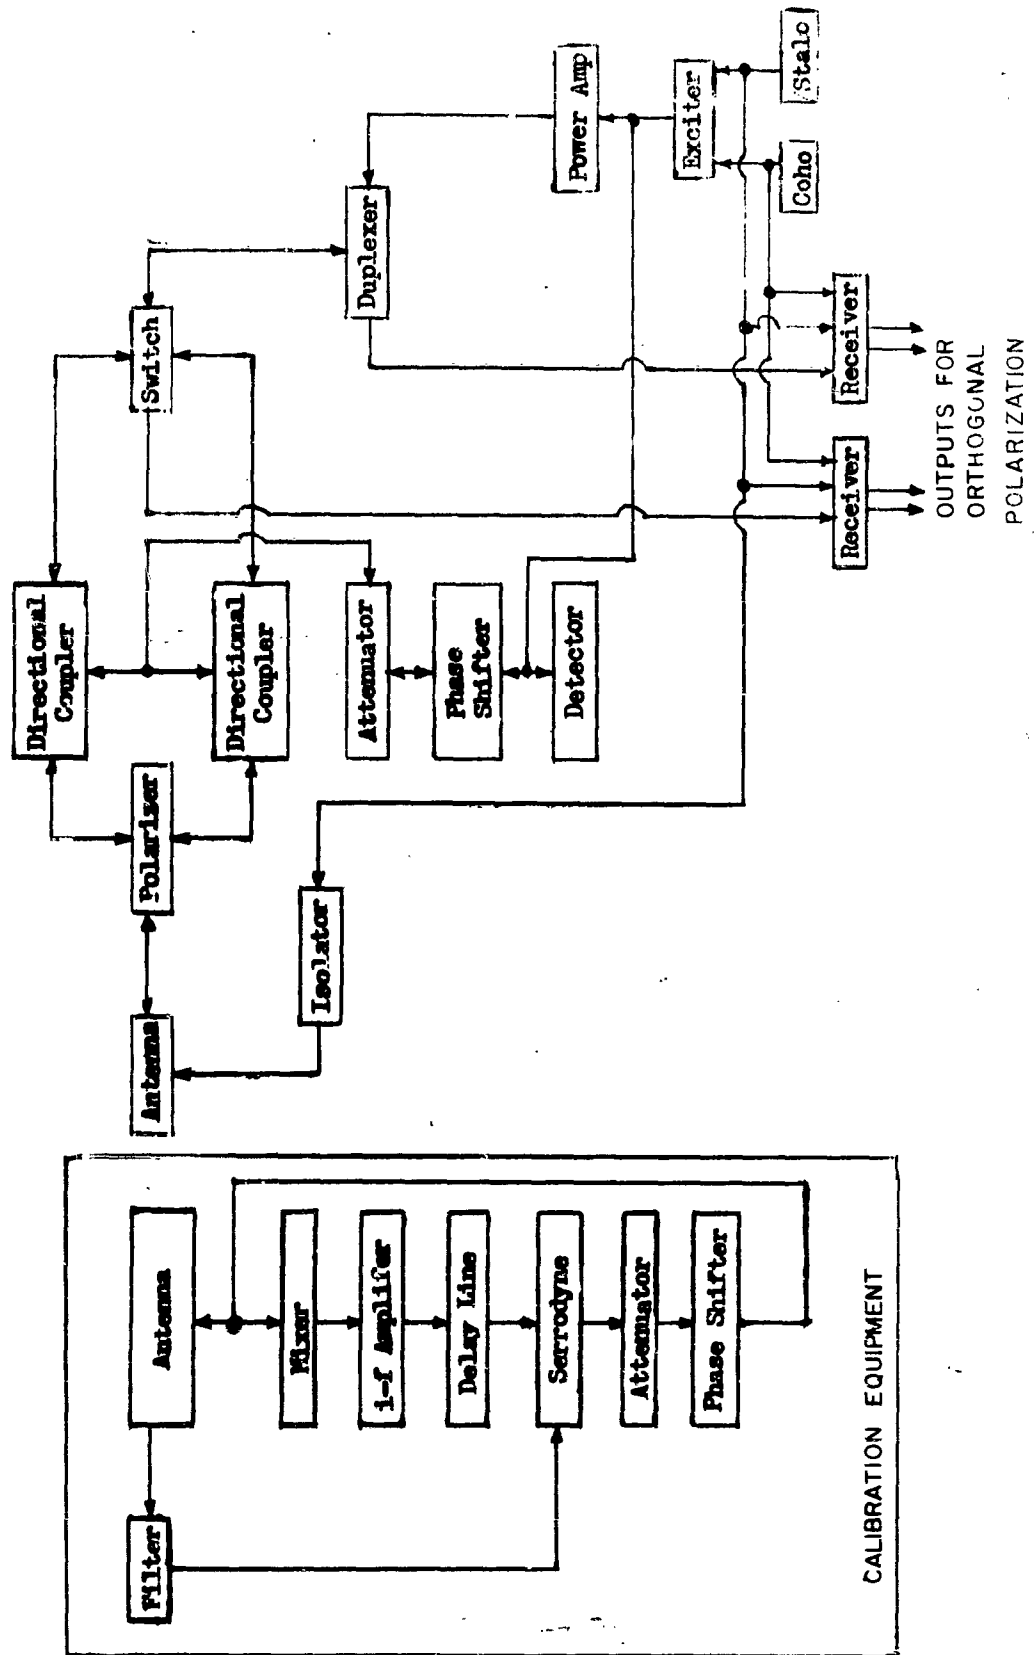 Filter
Antenna
Mixer
i-f Amplifer
Delay Line
Serrodyne
Attenuator
Phase Shifter
CALIBRATION EQUIPMENT
Antenna
Isolator
Polarizer
Directional
Coupler
Directional
Coupler
Attenuator
Phase
Shifter
Detector
Switch
Duplexer
Power Amp
Exciter
Coho
Stalo
Receiver
Receiver
OUTPUTS FOR
ORTHOGONAL
POLARIZATION